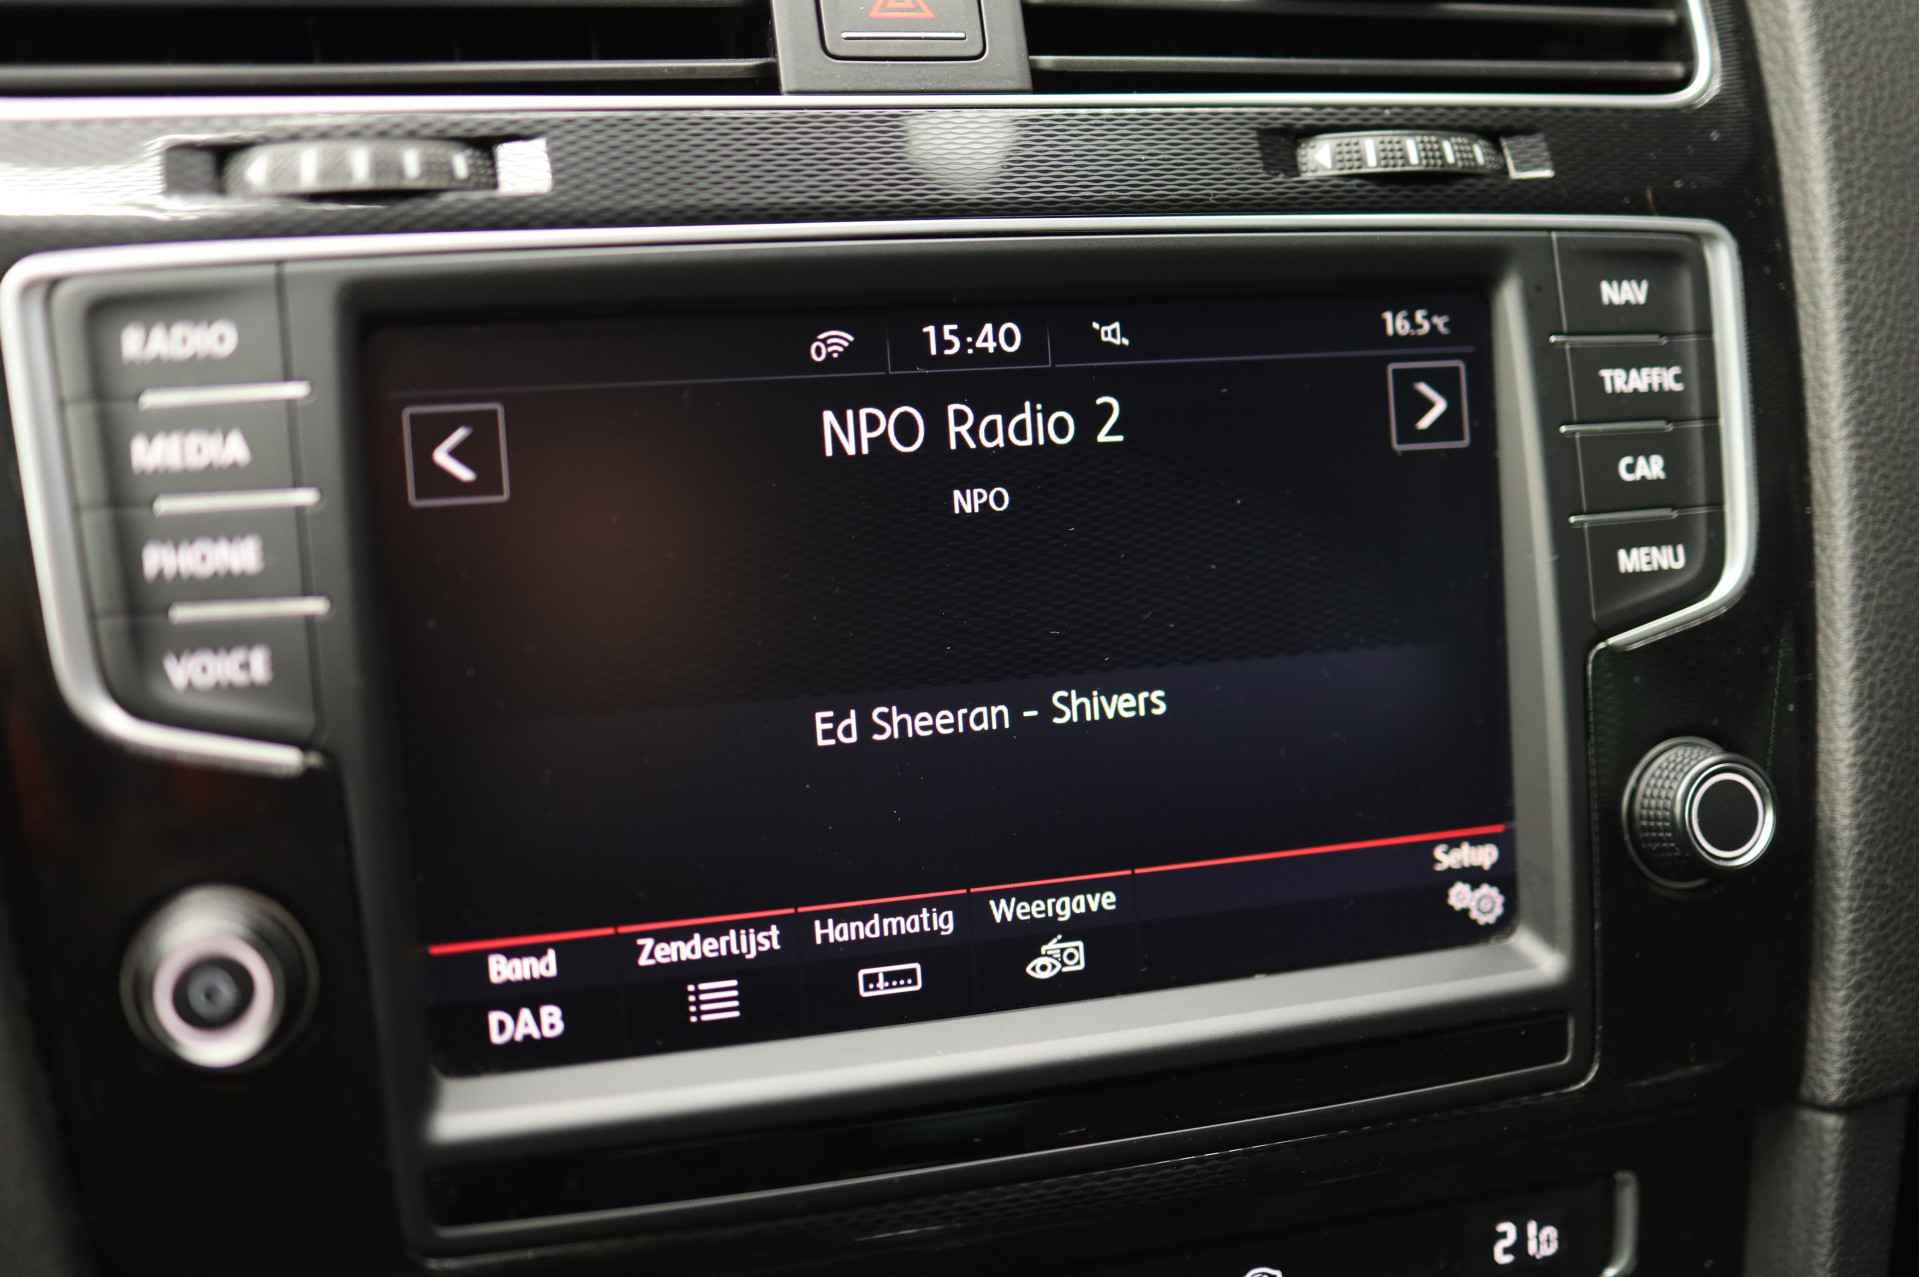 0
15:40
16.5°C
NPO Radio 2
NPO
Ed Sheeran - Shivers
Band
DAB
Zenderlijst
Handmatig
Weergave
Setup
RADIO
MEDIA
PHONE
VOICE
NAV
TRAFFIC
CAR
MENU
21.0